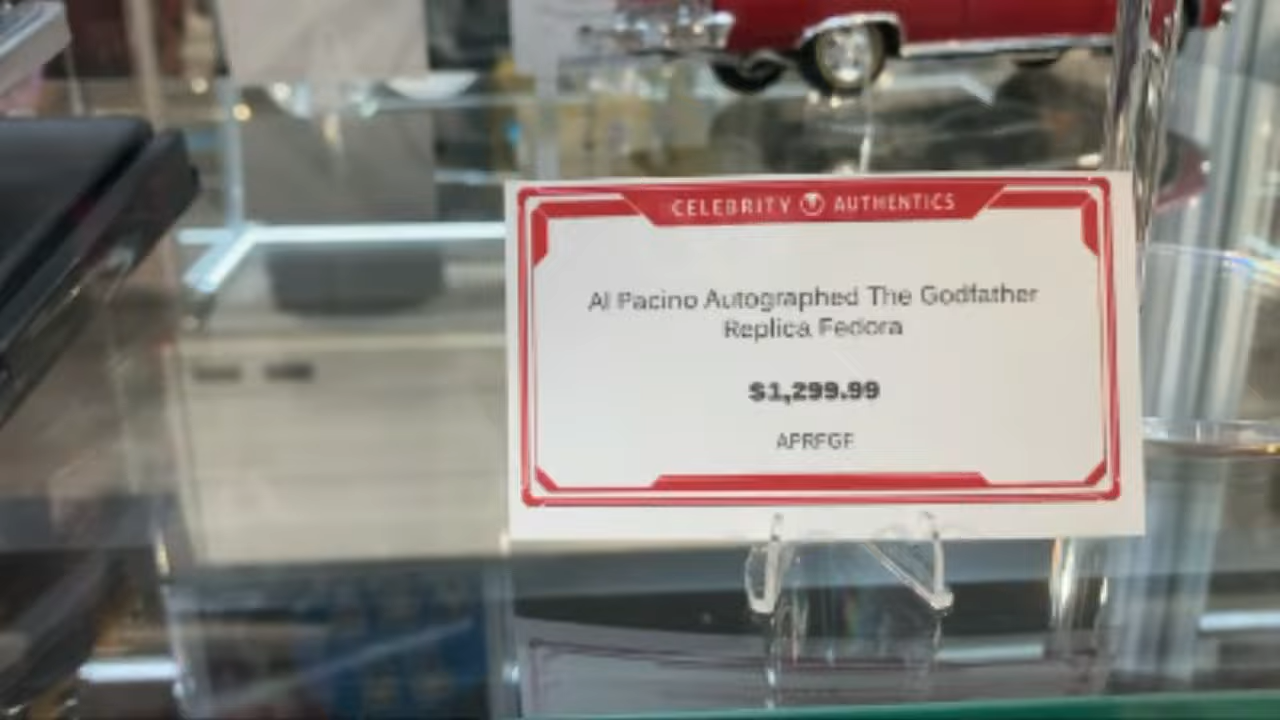 CELEBRITY AUTHENTICS
Al Pacino Autographed The Godfather
Replica Fedora
$1,299.99
APRFGF